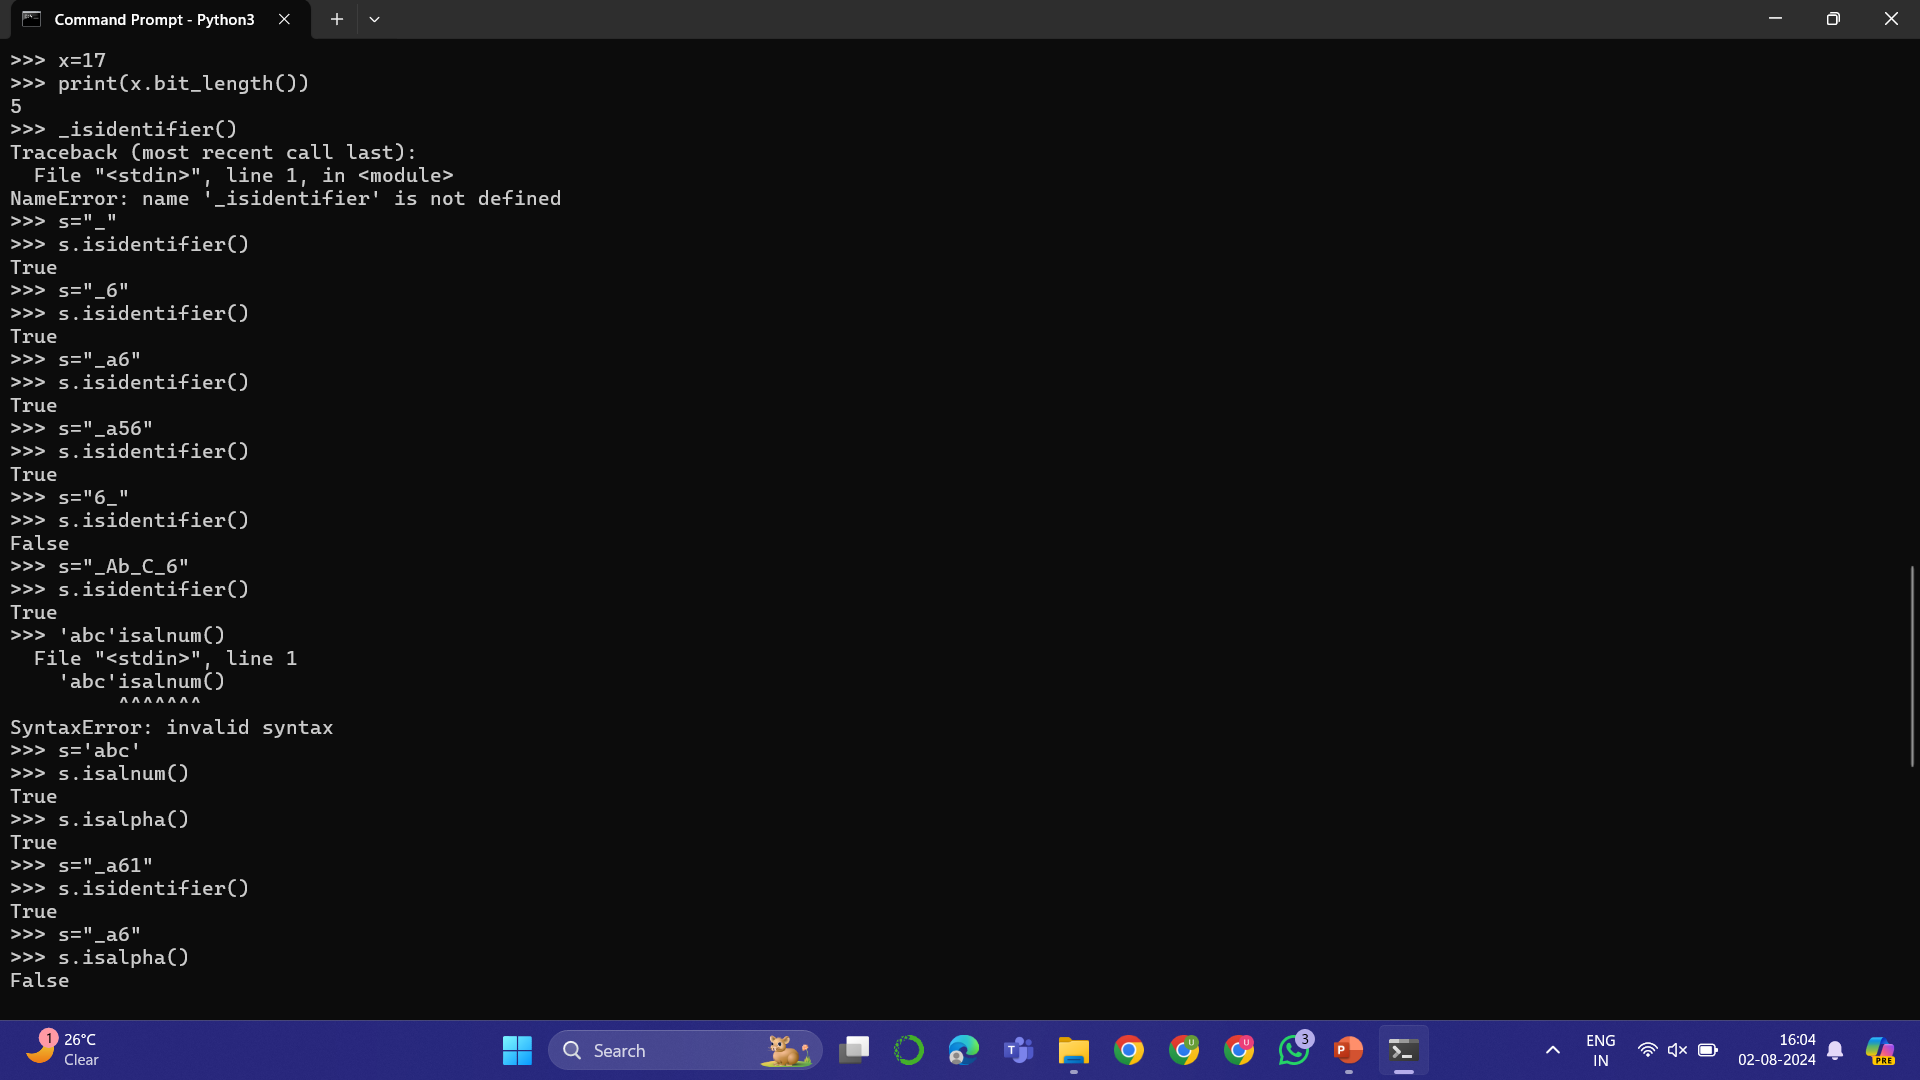 Command Prompt - Python3
>>> x=17
>>> print(x.bit_length())
5
>>> _isidentifier()
Traceback (most recent call last):
  File "<stdin>", line 1, in <module>
NameError: name '_isidentifier' is not defined
>>> s="_"
>>> s.isidentifier()
True
>>> s="_6"
>>> s.isidentifier()
True
>>> s="_a6"
>>> s.isidentifier()
True
>>> s="_a56"
>>> s.isidentifier()
True
>>> s="6_"
>>> s.isidentifier()
False
>>> s="_Ab_C_6"
>>> s.isidentifier()
True
>>> 'abc'isalnum()
  File "<stdin>", line 1
    'abc'isalnum()
         ^^^^^^^
SyntaxError: invalid syntax
>>> s='abc'
>>> s.isalnum()
True
>>> s.isalpha()
True
>>> s="_a61"
>>> s.isidentifier()
True
>>> s="_a6"
>>> s.isalpha()
False
1
26°C
Clear
Search
T
U
U
3
P
ENG
IN
16:04
02-08-2024
PRE